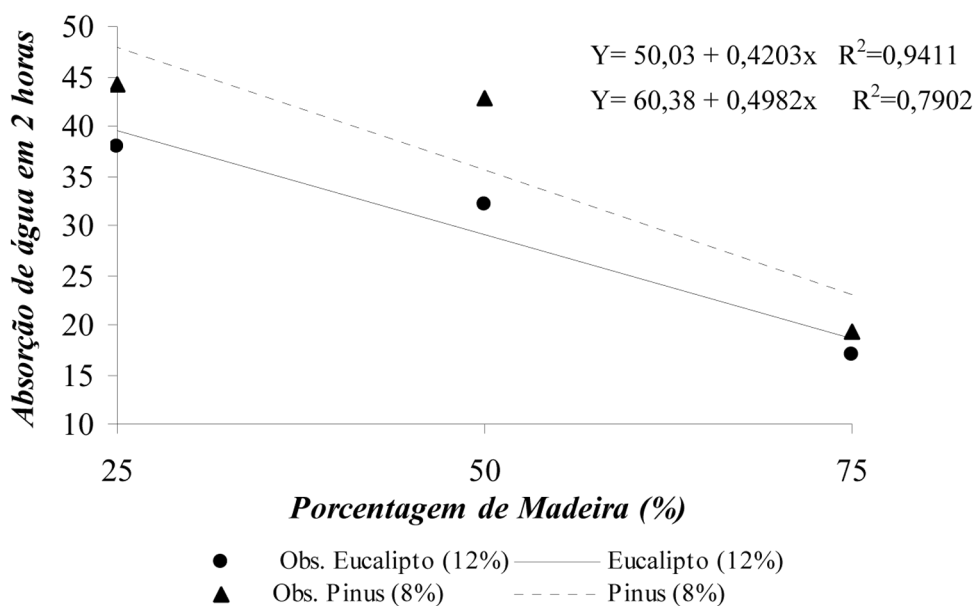 50
45
40
35
30
25
20
15
10
Absorção de água em 2 horas
Y= 50,03 + 0,4203x R²=0,9411
Y= 60,38 + 0,4982x R²=0,7902
25 50 75
Porcentagem de Madeira (%)
Obs. Eucalipto (12%) Eucalipto (12%)
Obs. Pinus (8%) Pinus (8%)